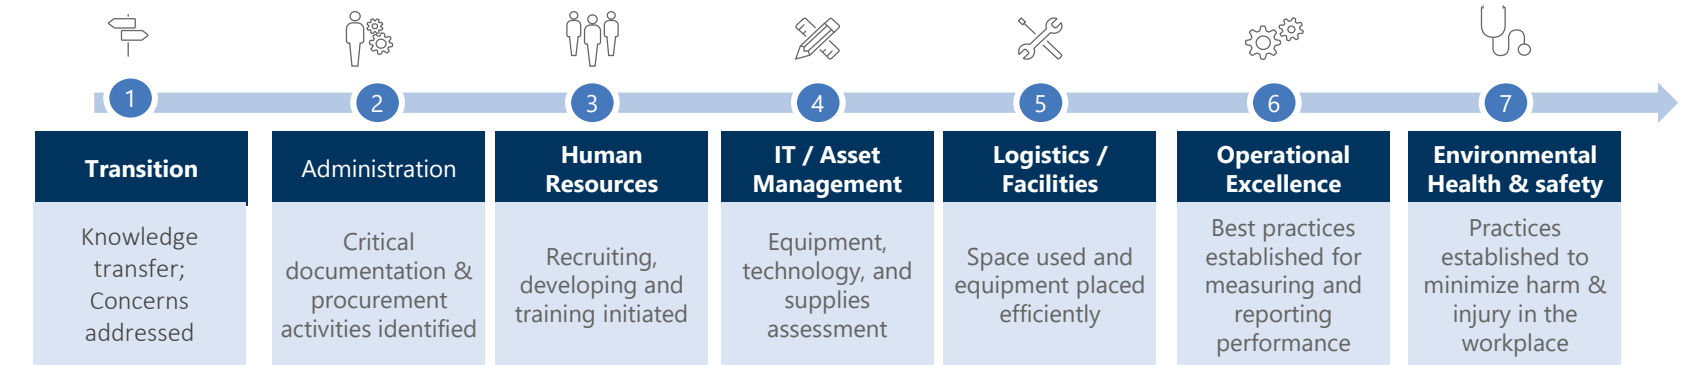 1
2
3
4
5
6
7
Transition
Knowledge
transfer;
Concerns
addressed
Administration
Critical
documentation &
procurement
activities identified
Human
Resources
Recruiting,
developing and
training initiated
IT / Asset
Management
Equipment,
technology, and
supplies
assessment
Logistics /
Facilities
Space used and
equipment placed
efficiently
Operational
Excellence
Best practices
established for
measuring and
reporting
performance
Environmental
Health & safety
Practices
established to
minimize harm &
injury in the
workplace